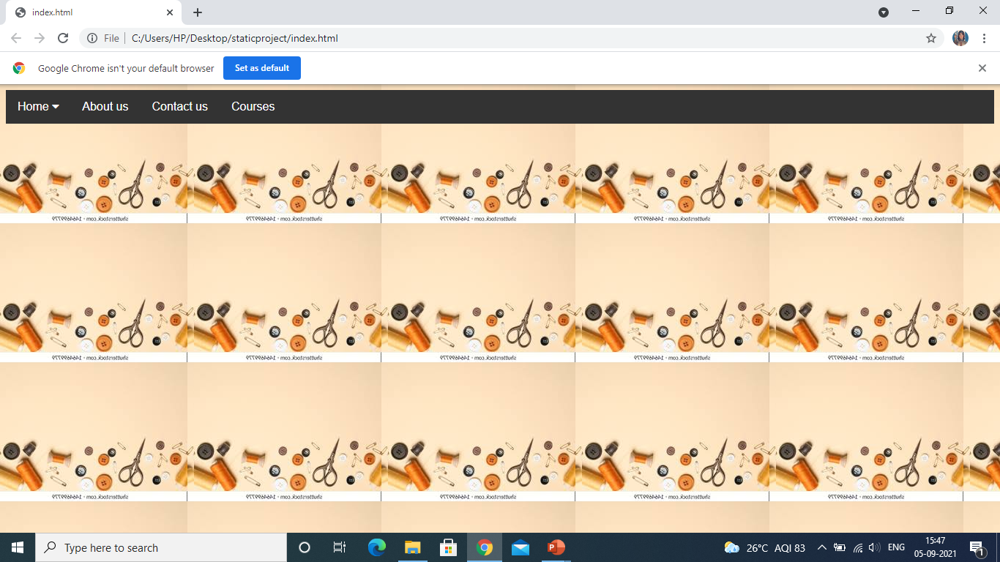 index.html
File C:/Users/HP/Desktop/staticproject/index.html
Google Chrome isn't your default browser Set as default
Home About us Contact us Courses
shutterstock.com · 1464699779 shutterstock.com · 1464699779 shutterstock.com · 1464699779 shutterstock.com · 1464699779 shutterstock.com · 1464699779
shutterstock.com · 1464699779 shutterstock.com · 1464699779 shutterstock.com · 1464699779 shutterstock.com · 1464699779 shutterstock.com · 1464699779
shutterstock.com · 1464699779 shutterstock.com · 1464699779 shutterstock.com · 1464699779 shutterstock.com · 1464699779 shutterstock.com · 1464699779
Type here to search 26°C AQI 83 ENG 15:47
05-09-2021 1